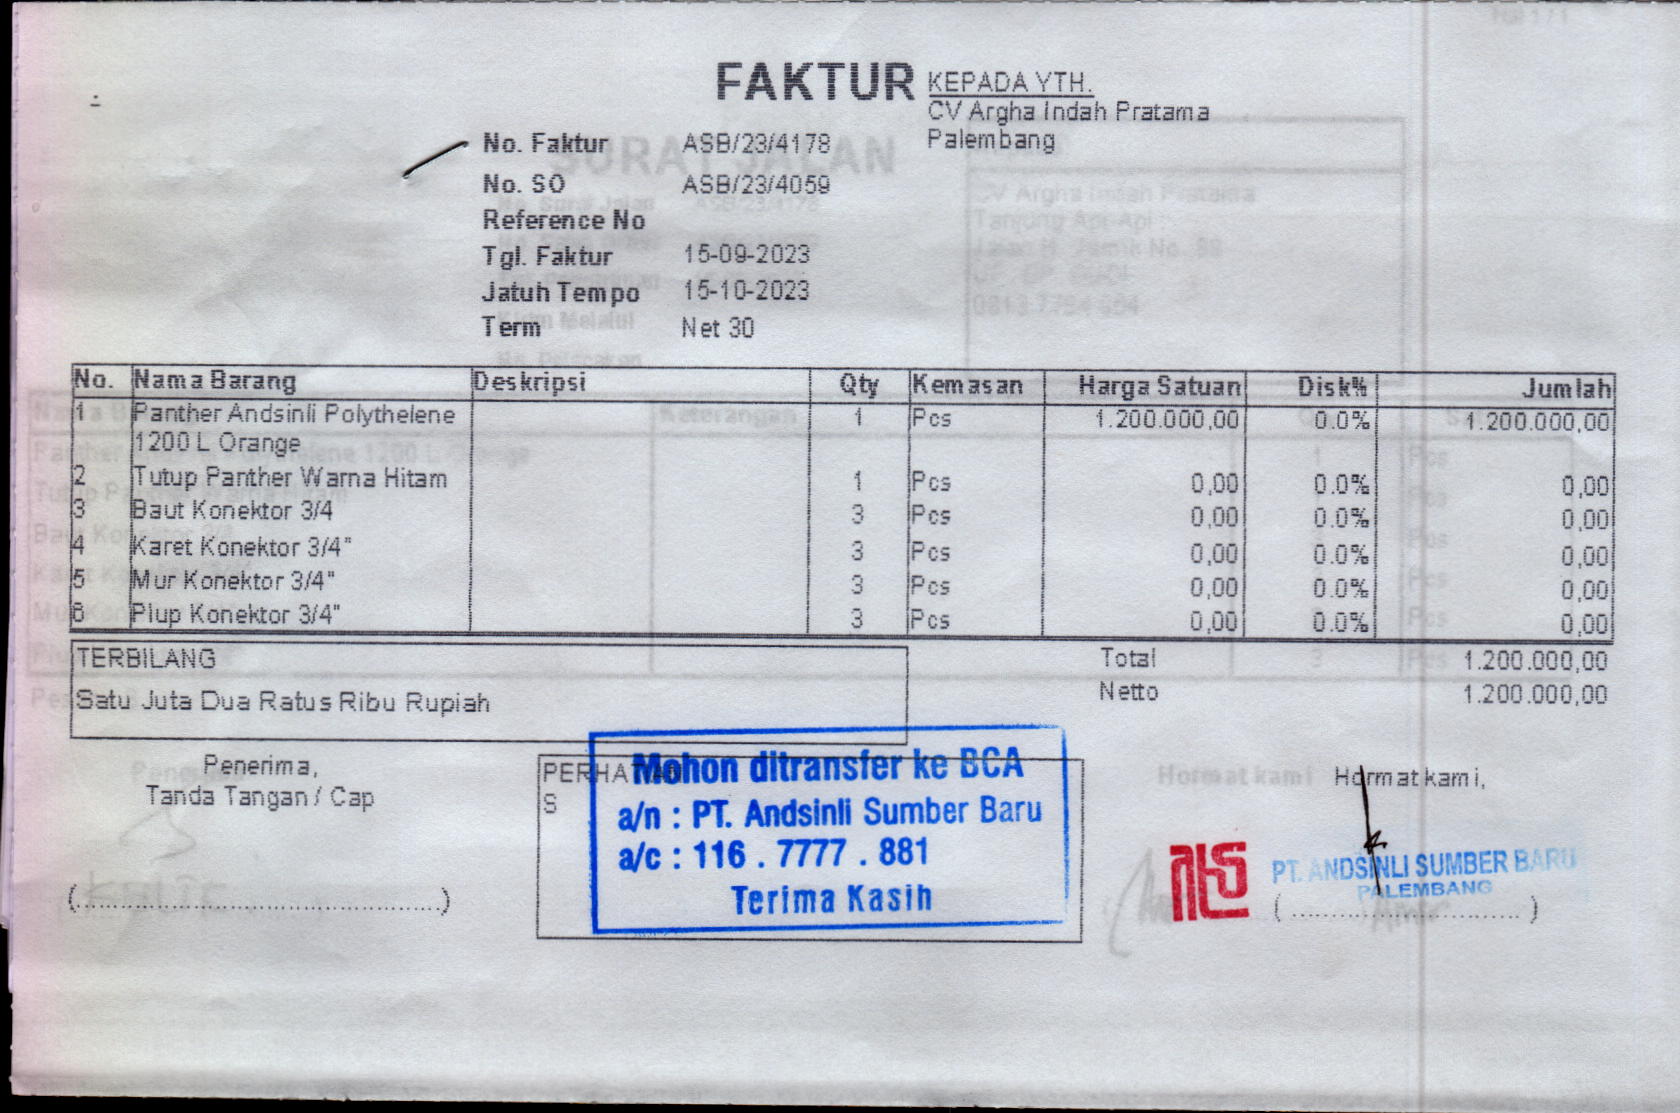 FAKTUR
KEPADA YTH.
CV Argha Indah Pratama
Palembang
No. Faktur ASB/23/4178
No. SO ASB/23/4059
Reference No
Tgl. Faktur 15-09-2023
Jatuh Tempo 15-10-2023
Term Net 30
No. Nama Barang Deskripsi Qty Kemasan Harga Satuan Disk% Jumlah
1 Panther Andsinli Polythelene 1 Pcs 1.200.000,00 0.0% 1.200.000,00
1200 L Orange
2 Tutup Panther Warna Hitam 1 Pcs 0,00 0.0% 0,00
3 Baut Konektor 3/4 3 Pcs 0,00 0.0% 0,00
4 Karet Konektor 3/4" 3 Pcs 0,00 0.0% 0,00
5 Mur Konektor 3/4" 3 Pcs 0,00 0.0% 0,00
6 Plup Konektor 3/4" 3 Pcs 0,00 0.0% 0,00
TERBILANG
Satu Juta Dua Ratus Ribu Rupiah
Total 1.200.000,00
Netto 1.200.000,00
Penerima,
Tanda Tangan / Cap
(........................................)
PERHATIAN
S
Mohon ditransfer ke BCA
a/n : PT. Andsinli Sumber Baru
a/c : 116 . 7777 . 881
Terima Kasih
Hormat kami,
PT. ANDSINLI SUMBER BARU
PALEMBANG
(..........................)